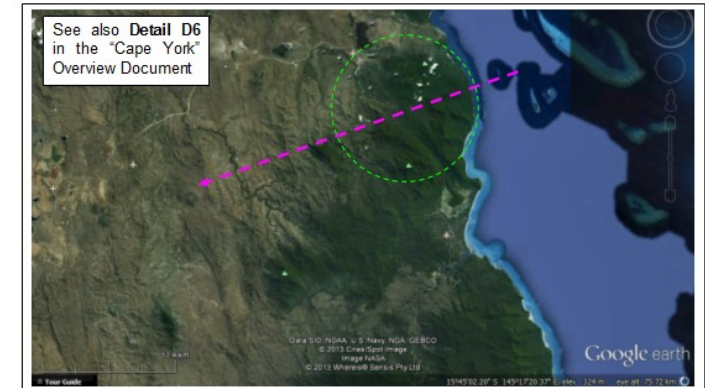 See also Detail D6
in the "Cape York"
Overview Document
Data SIO, NOAA, U.S. Navy, NGA, GEBCO
© 2013 Cnes/Spot Image
Image NASA
© 2013 Whereis® Sensis Pty Ltd
Google earth
Tour Guide
15°45'02.20" S 145°17'20.37" E elev 324 m eye alt 75.72 km